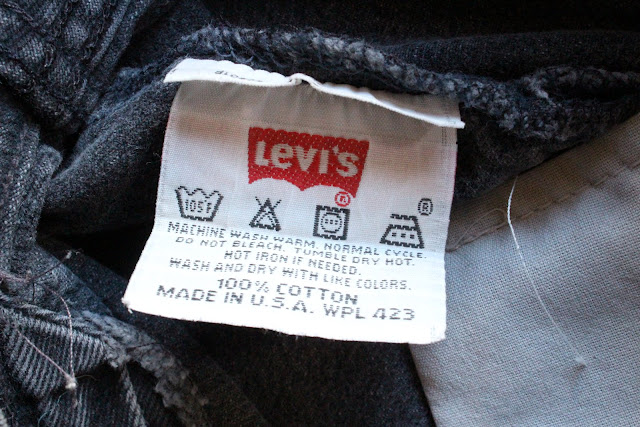 Levi's
®
105°F
®
MACHINE WASH WARM. NORMAL CYCLE.
DO NOT BLEACH. TUMBLE DRY HOT.
HOT IRON IF NEEDED.
WASH AND DRY WITH LIKE COLORS.
100% COTTON
MADE IN U.S.A. WPL 423